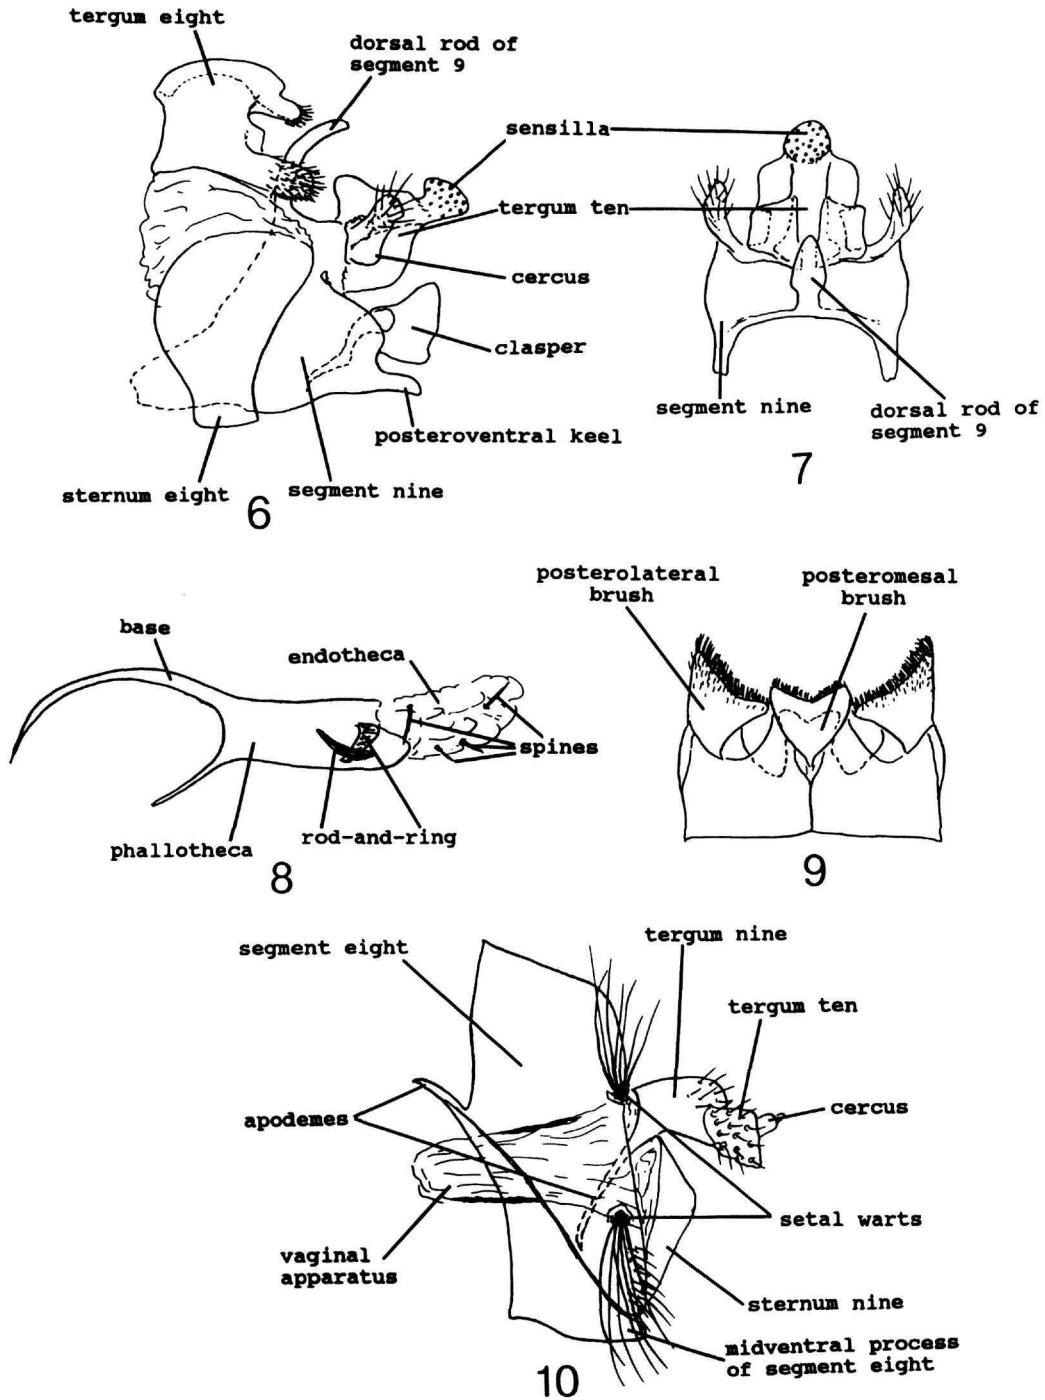 tergum eight
dorsal rod of
segment 9
sensilla
tergum ten
cercus
clasper
posteroventral keel
sternum eight
segment nine
6
segment nine
dorsal rod of
segment 9
7
base
endotheca
spines
phallotheca
rod-and-ring
8
posterolateral
brush
posteromesal
brush
9
segment eight
tergum nine
tergum ten
cercus
apodemes
setal warts
vaginal
apparatus
sternum nine
midventral process
of segment eight
10